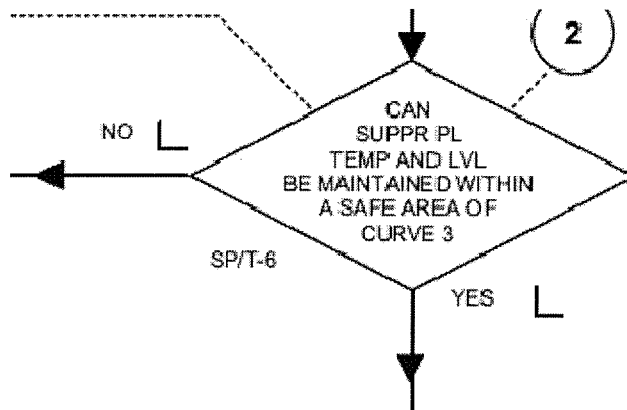 2
CAN
SUPPR PL
TEMP AND LVL
BE MAINTAINED WITHIN
A SAFE AREA OF
CURVE 3
NO
SP/T-6
YES